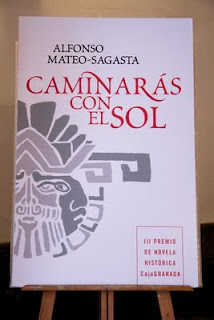 ALFONSO
MATEO-SAGASTA
CAMINARÁS
CON
EL SOL
III PREMIO
DE NOVELA
HISTÓRICA
CajaGRANADA